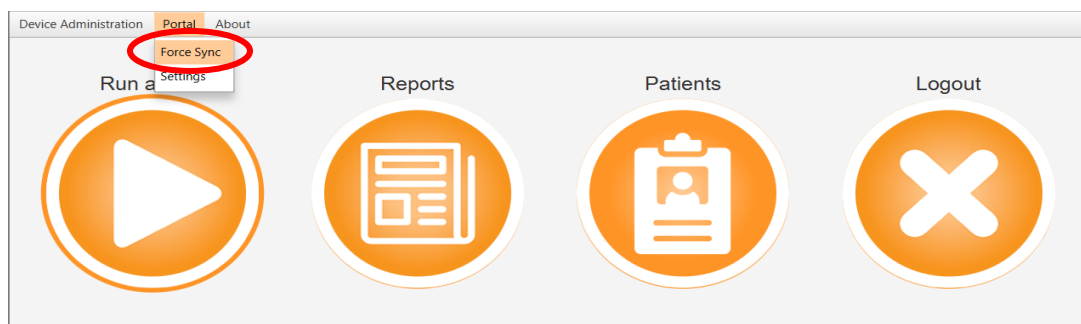 Device Administration Portal About
Force Sync
Settings
Run a
Reports
Patients
Logout